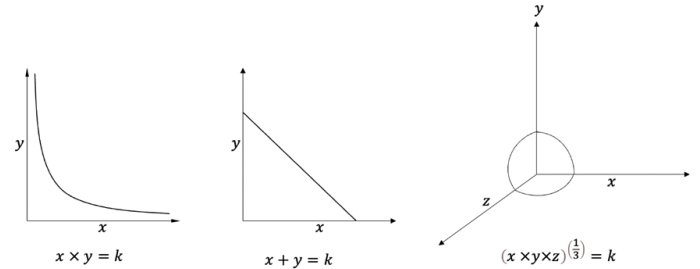 y
x
x × y = k
y
x
x + y = k
y
x
z
(x × y × z)^(1/3) = k